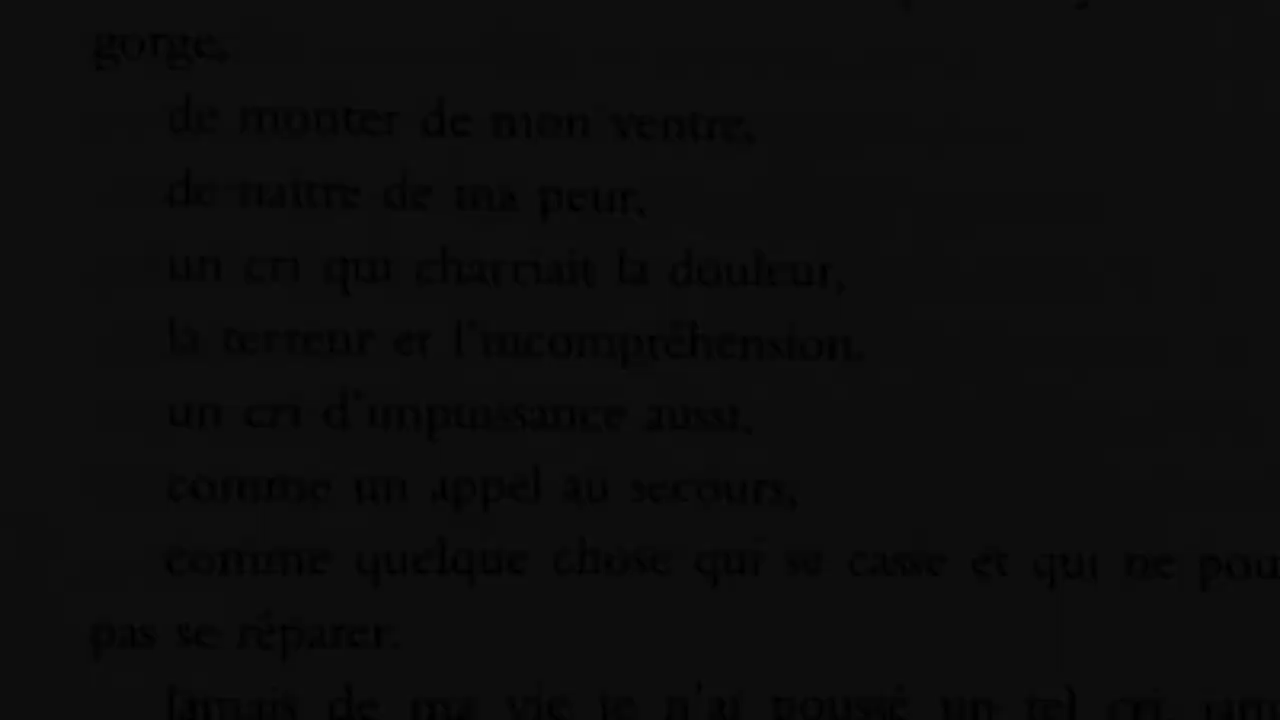 gorge,
de monter de mon ventre,
de naître de ma peur,
un cri qui charriait la douleur,
la terreur et l'incompréhension,
un cri d'impuissance aussi,
comme un appel au secours,
comme quelque chose qui se casse et qui ne pou
pas se réparer.
Jamais de ma vie je n'ai poussé un tel cri, jam